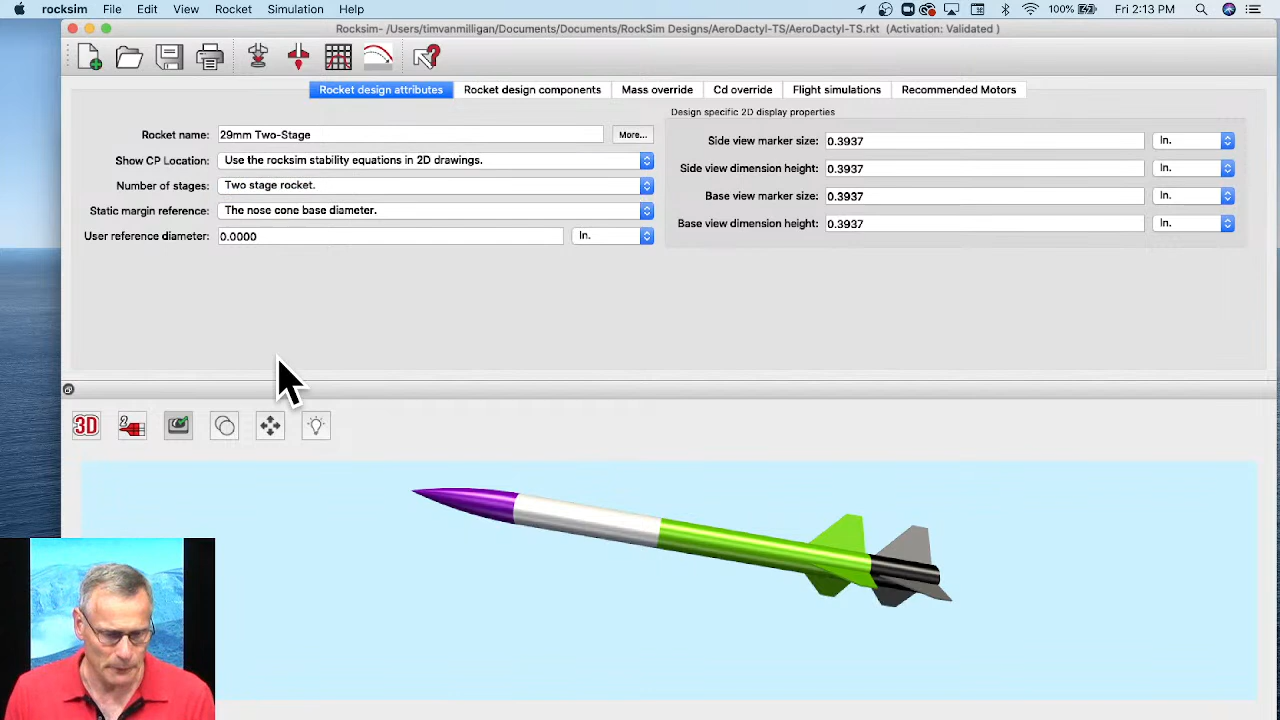 rocksim File Edit View Rocket Simulation Help 100% Fri 2:13 PM
Rocksim- /Users/timvanmilligan/Documents/Documents/RockSim Designs/AeroDactyl-TS/AeroDactyl-TS.rkt (Activation: Validated )
Rocket design attributes Rocket design components Mass override Cd override Flight simulations Recommended Motors
Design specific 2D display properties
Rocket name: 29mm Two-Stage More...
Side view marker size: 0.3937 In.
Show CP Location: Use the rocksim stability equations in 2D drawings.
Side view dimension height: 0.3937 In.
Number of stages: Two stage rocket.
Base view marker size: 0.3937 In.
Static margin reference: The nose cone base diameter.
Base view dimension height: 0.3937 In.
User reference diameter: 0.0000 In.
3D 2